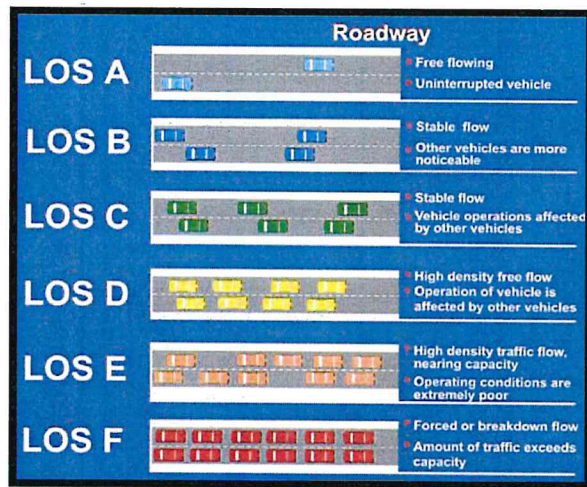 Roadway
LOS A
Free flowing
Uninterrupted vehicle
LOS B
Stable flow
Other vehicles are more
noticeable
LOS C
Stable flow
Vehicle operations affected
by other vehicles
LOS D
High density free flow
Operation of vehicle is
affected by other vehicles
LOS E
High density traffic flow,
nearing capacity
Operating conditions are
extremely poor
LOS F
Forced or breakdown flow
Amount of traffic exceeds
capacity